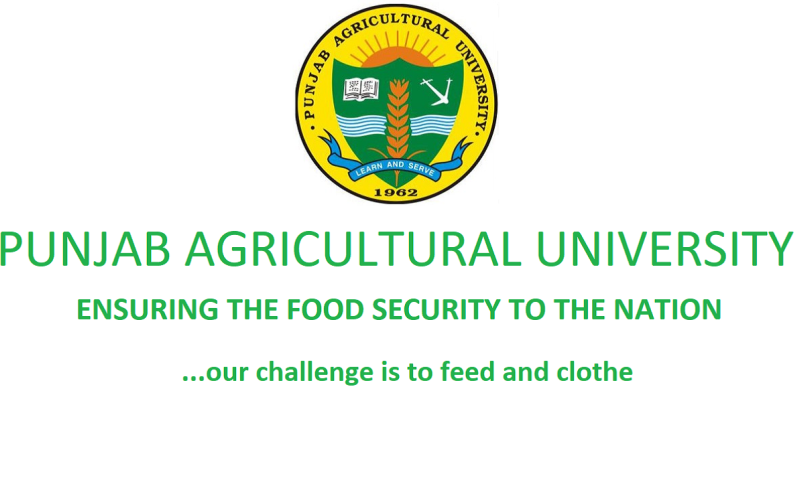 · PUNJAB AGRICULTURAL UNIVERSITY ·
LEARN AND SERVE
1962
PUNJAB AGRICULTURAL UNIVERSITY
ENSURING THE FOOD SECURITY TO THE NATION
...our challenge is to feed and clothe